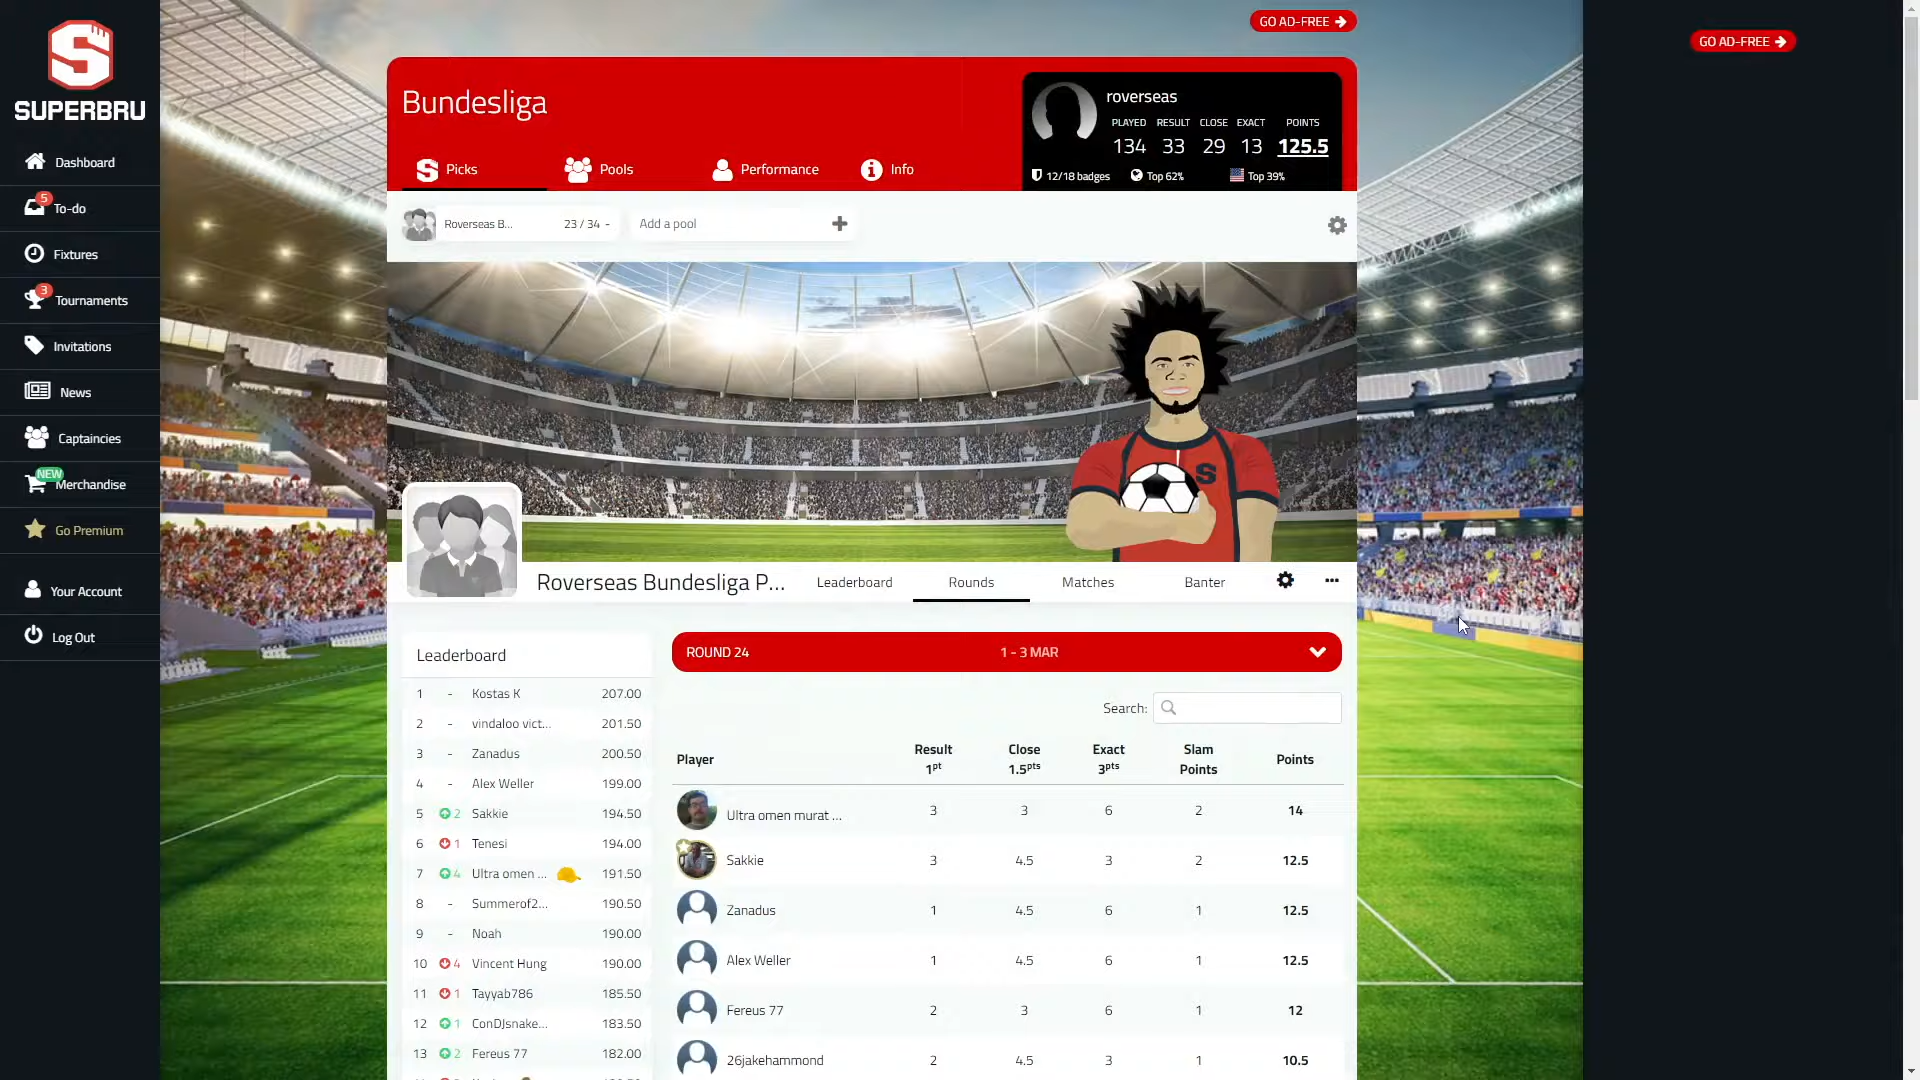 GO AD-FREE
GO AD-FREE
SUPERBRU
Dashboard
5
To-do
Fixtures
3
Tournaments
Invitations
News
Captaincies
NEW
Merchandise
Go Premium
Your Account
Log Out
Bundesliga
Picks
Pools
Performance
Info
roverseas
PLAYED RESULT CLOSE EXACT POINTS
134 33 29 13 125.5
12/18 badges Top 62% Top 39%
Roverseas B... 23 / 34 -
Add a pool
S
Roverseas Bundesliga P...
Leaderboard
Rounds
Matches
Banter
Leaderboard
1 - Kostas K 207.00
2 - vindaloo vict... 201.50
3 - Zanadus 200.50
4 - Alex Weller 199.00
5 2 Sakkie 194.50
6 1 Tenesi 194.00
7 4 Ultra omen ... 191.50
8 - Summerof2... 190.50
9 - Noah 190.00
10 4 Vincent Hung 190.00
11 1 Tayyab786 185.50
12 1 ConDJsnake... 183.50
13 2 Fereus 77 182.00
ROUND 24 1 - 3 MAR
Search:
Player Result 1pt Close 1.5pts Exact 3pts Slam Points Points
Ultra omen murat ... 3 3 6 2 14
Sakkie 3 4.5 3 2 12.5
Zanadus 1 4.5 6 1 12.5
Alex Weller 1 4.5 6 1 12.5
Fereus 77 2 3 6 1 12
26jakehammond 2 4.5 3 1 10.5